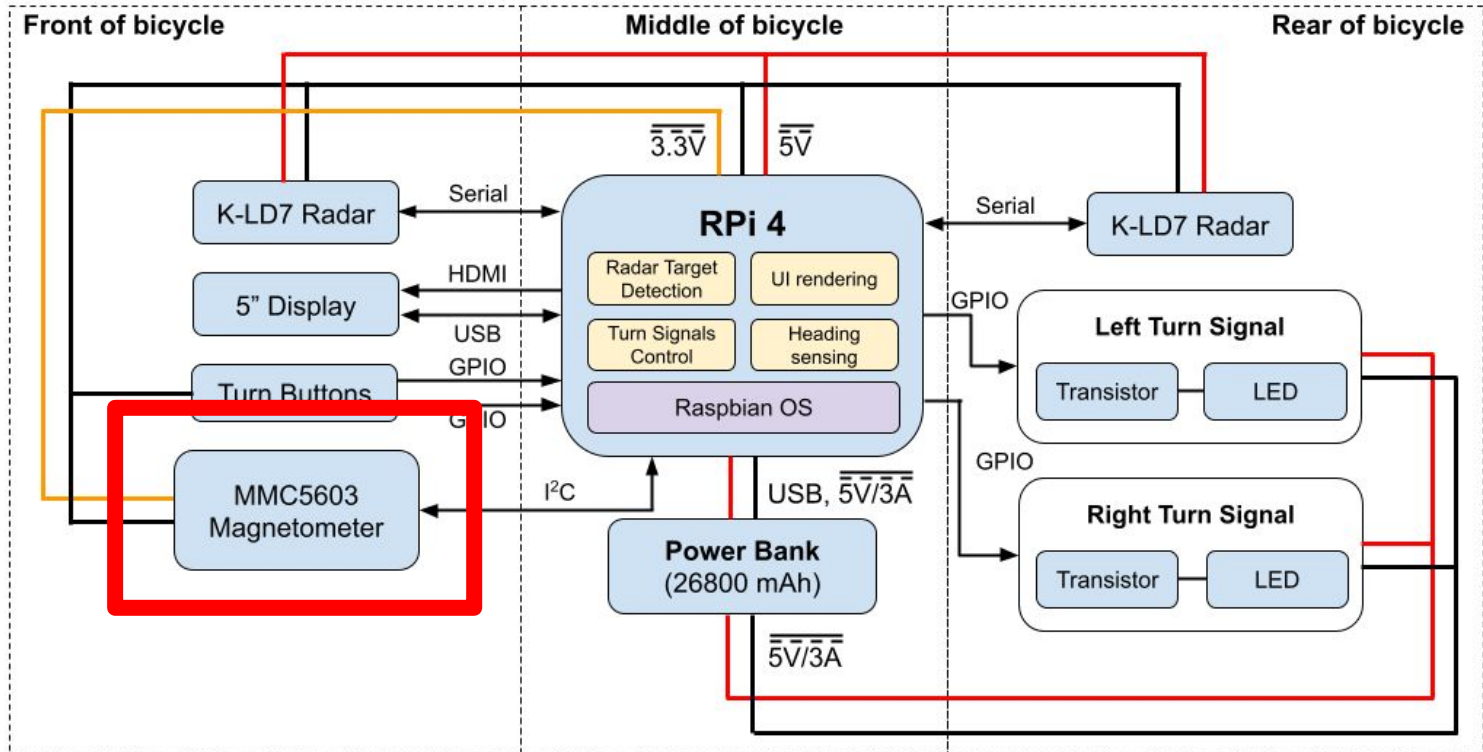 Front of bicycle
Middle of bicycle
Rear of bicycle
3.3V
5V
K-LD7 Radar
Serial
RPi 4
Serial
K-LD7 Radar
Radar Target
Detection
UI rendering
HDMI
5” Display
USB
Turn Signals
Control
Heading
sensing
GPIO
Left Turn Signal
Transistor
LED
GPIO
Turn Buttons
GPIO
Raspbian OS
MMC5603
Magnetometer
I²C
USB, 5V/3A
GPIO
Right Turn Signal
Transistor
LED
Power Bank
(26800 mAh)
5V/3A